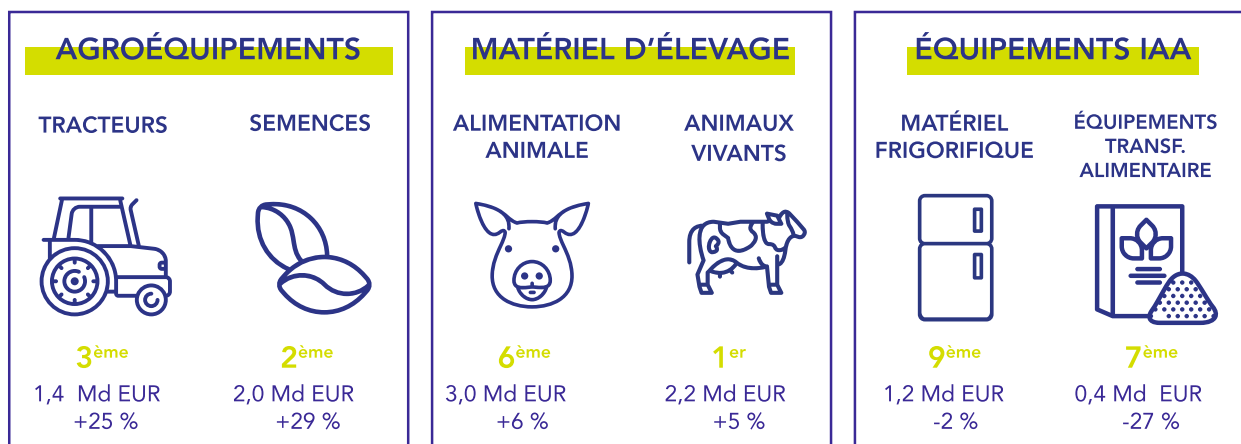 AGROÉQUIPEMENTS
TRACTEURS
3ème
1,4 Md EUR
+25 %
SEMENCES
2ème
2,0 Md EUR
+29 %
MATÉRIEL D'ÉLEVAGE
ALIMENTATION
ANIMALE
6ème
3,0 Md EUR
+6 %
ANIMAUX
VIVANTS
1er
2,2 Md EUR
+5 %
ÉQUIPEMENTS IAA
MATÉRIEL
FRIGORIFIQUE
9ème
1,2 Md EUR
-2 %
ÉQUIPEMENTS
TRANSF.
ALIMENTAIRE
7ème
0,4 Md EUR
-27 %